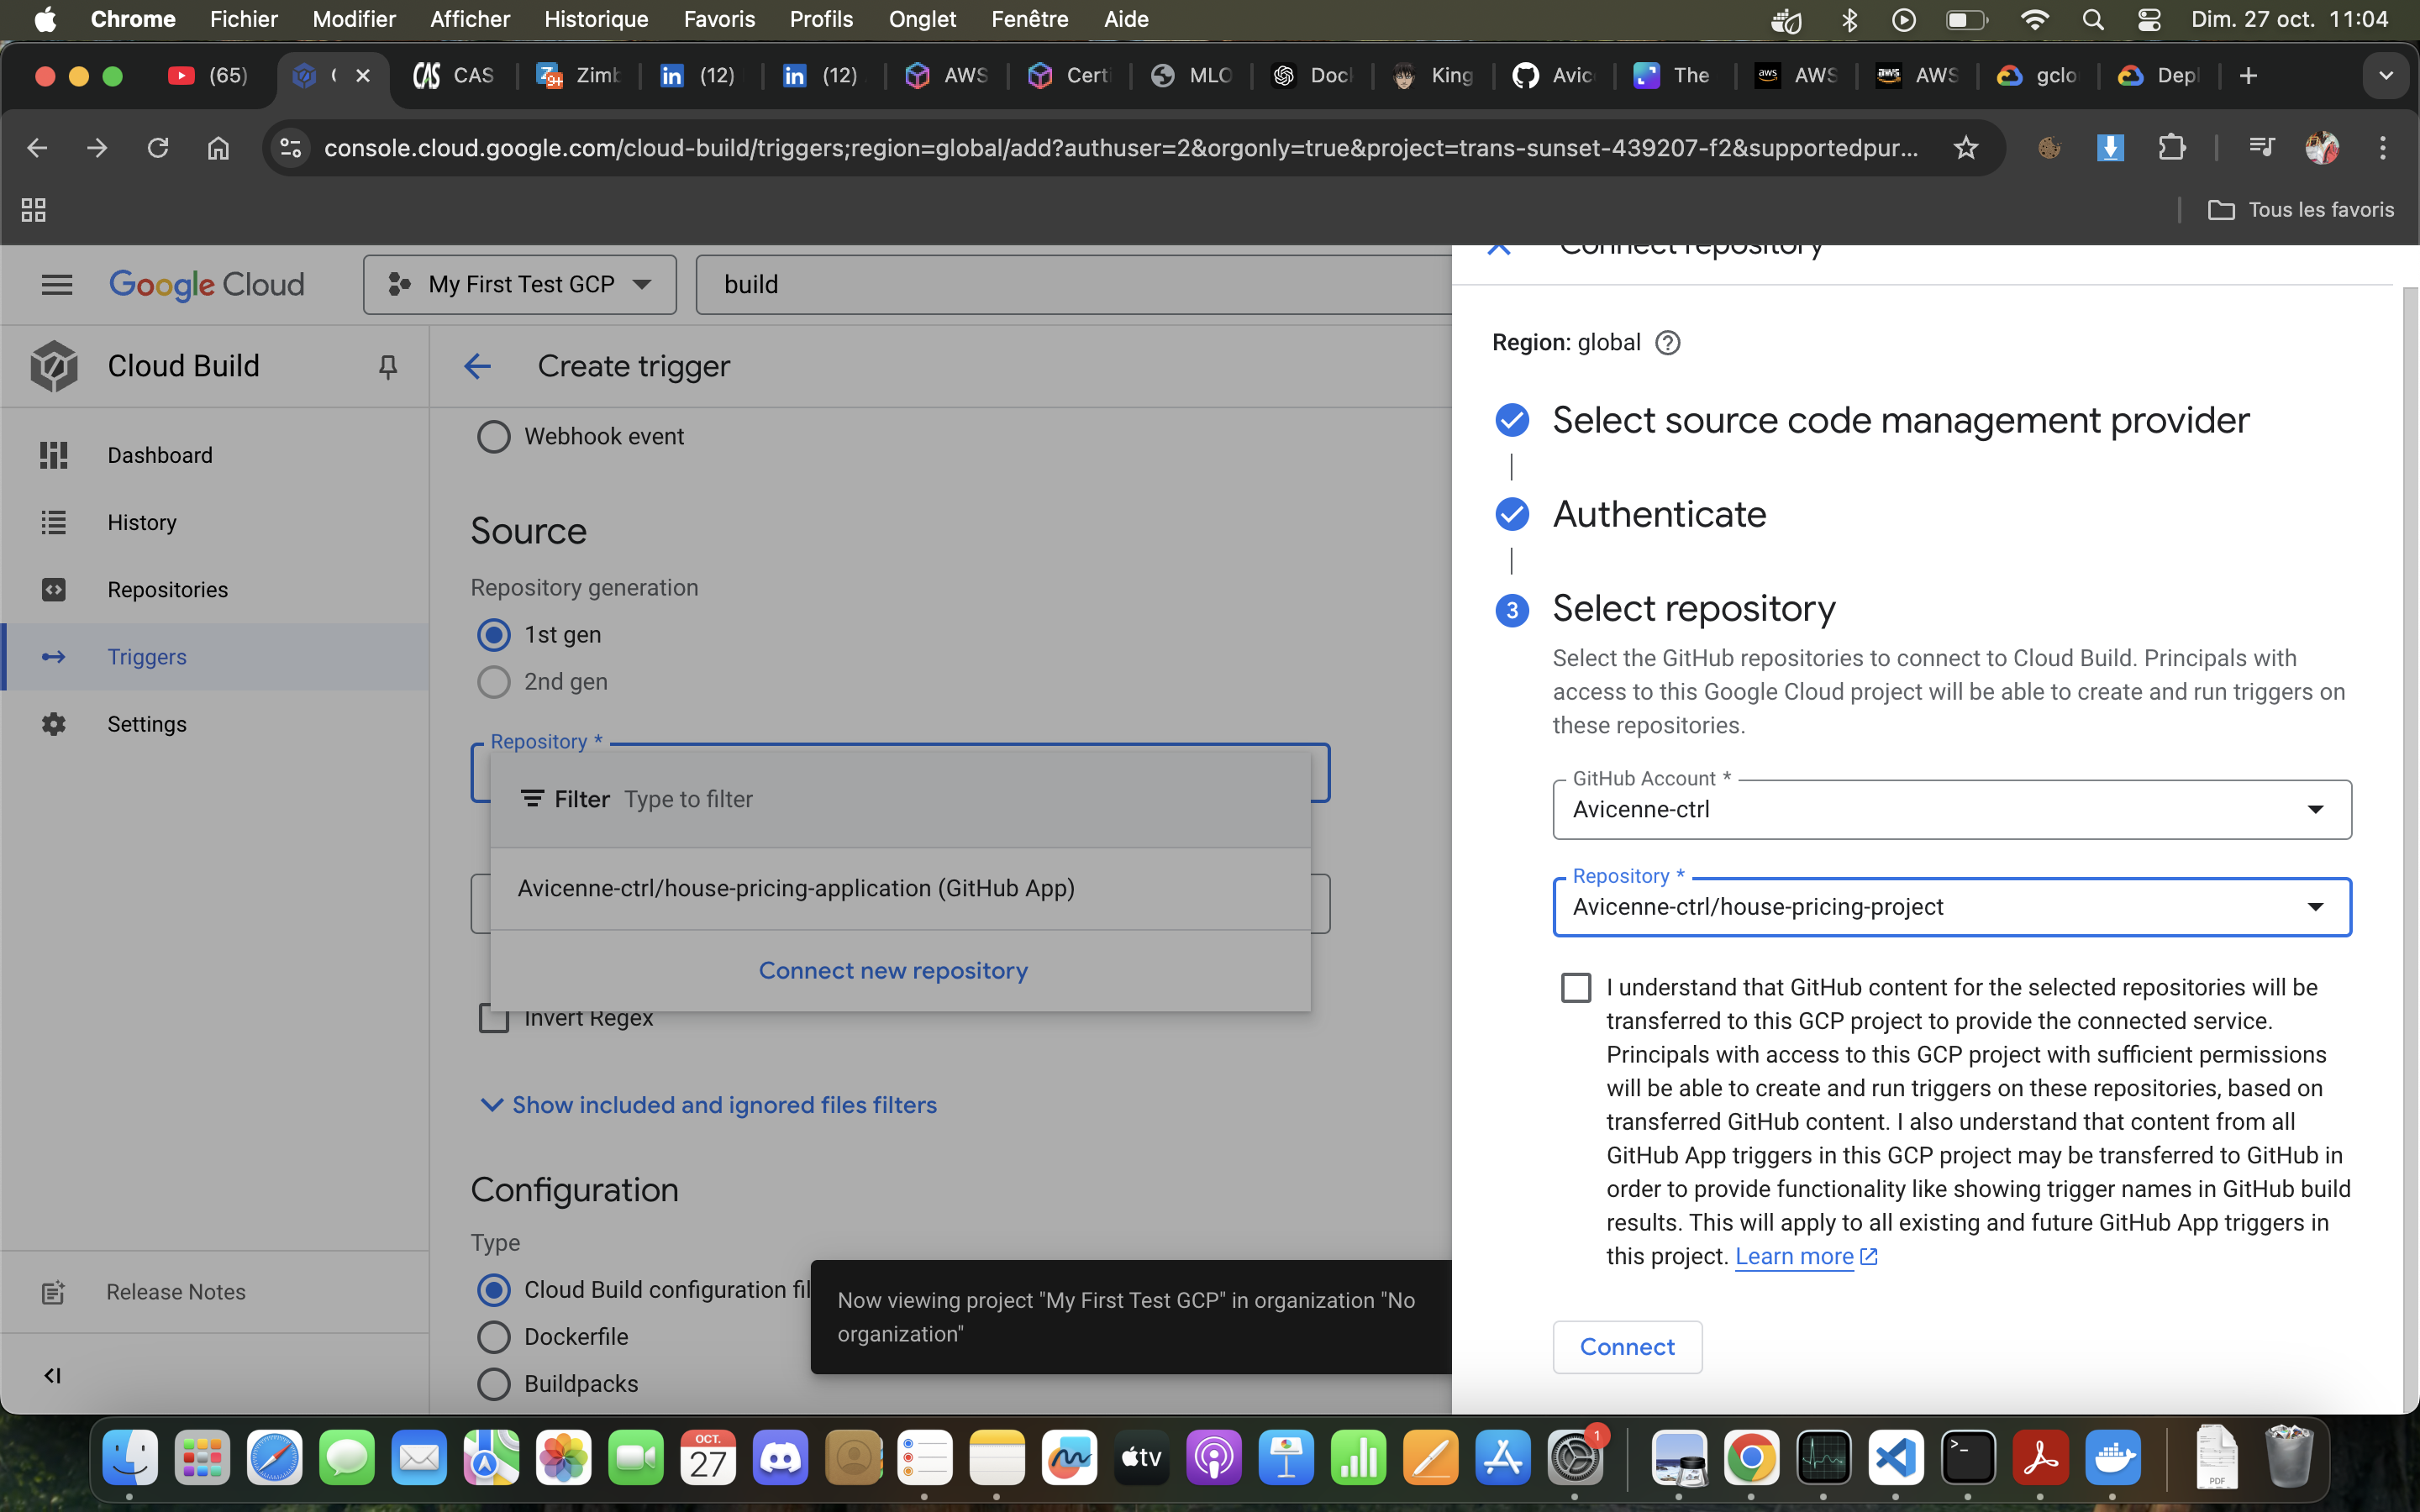 Chrome Fichier Modifier Afficher Historique Favoris Profils Onglet Fenêtre Aide Dim. 27 oct. 11:04
(65) ( CAS Zimb (12) (12) AWS Certi MLO Doc King Avic The AWS AWS gclo Depl
console.cloud.google.com/cloud-build/triggers;region=global/add?authuser=2&orgonly=true&project=trans-sunset-439207-f2&supportedpur...
Tous les favoris
Google Cloud
My First Test GCP
build
Cloud Build
Dashboard
History
Repositories
Triggers
Settings
Release Notes
Create trigger
Webhook event
Source
Repository generation
1st gen
2nd gen
Repository *
Filter Type to filter
Avicenne-ctrl/house-pricing-application (GitHub App)
Connect new repository
Invert Regex
Show included and ignored files filters
Configuration
Type
Cloud Build configuration fil
Dockerfile
Buildpacks
Now viewing project "My First Test GCP" in organization "No
organization"
Connect repository
Region: global
Select source code management provider
Authenticate
3 Select repository
Select the GitHub repositories to connect to Cloud Build. Principals with
access to this Google Cloud project will be able to create and run triggers on
these repositories.
GitHub Account *
Avicenne-ctrl
Repository *
Avicenne-ctrl/house-pricing-project
I understand that GitHub content for the selected repositories will be
transferred to this GCP project to provide the connected service.
Principals with access to this GCP project with sufficient permissions
will be able to create and run triggers on these repositories, based on
transferred GitHub content. I also understand that content from all
GitHub App triggers in this GCP project may be transferred to GitHub in
order to provide functionality like showing trigger names in GitHub build
results. This will apply to all existing and future GitHub App triggers in
this project. Learn more
Connect
OCT.
27
tv
1
PDF